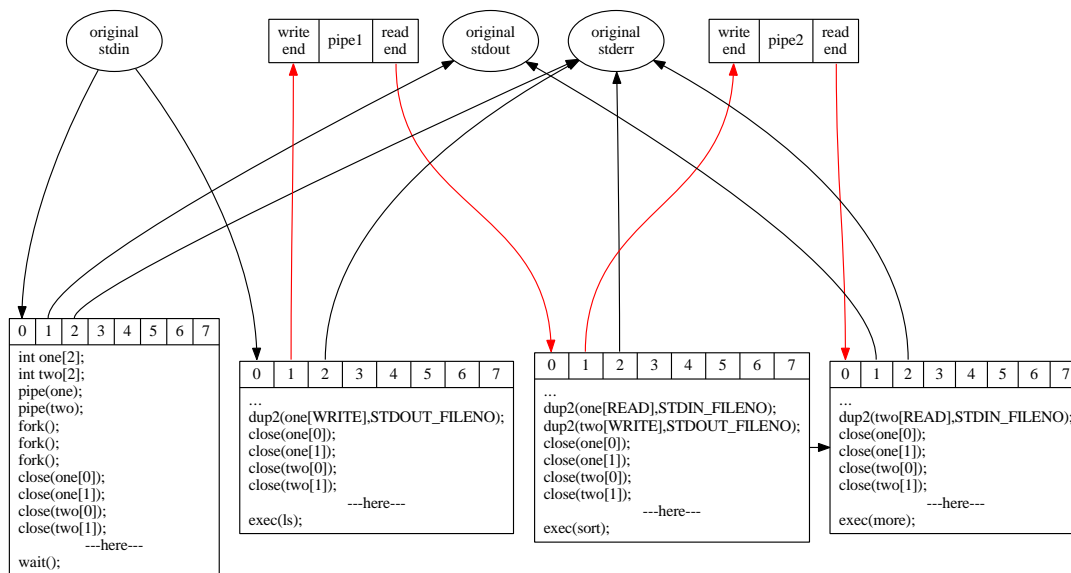 original
stdin
write
end
pipe1
read
end
original
stdout
original
stderr
write
end
pipe2
read
end
0 1 2 3 4 5 6 7
int one[2];
int two[2];
pipe(one);
pipe(two);
fork();
fork();
fork();
close(one[0]);
close(one[1]);
close(two[0]);
close(two[1]);
---here---
wait();
0 1 2 3 4 5 6 7
...
dup2(one[WRITE],STDOUT_FILENO);
close(one[0]);
close(one[1]);
close(two[0]);
close(two[1]);
---here---
exec(ls);
0 1 2 3 4 5 6 7
...
dup2(one[READ],STDIN_FILENO);
dup2(two[WRITE],STDOUT_FILENO);
close(one[0]);
close(one[1]);
close(two[0]);
close(two[1]);
---here---
exec(sort);
0 1 2 3 4 5 6 7
...
dup2(two[READ],STDIN_FILENO);
close(one[0]);
close(one[1]);
close(two[0]);
close(two[1]);
---here---
exec(more);